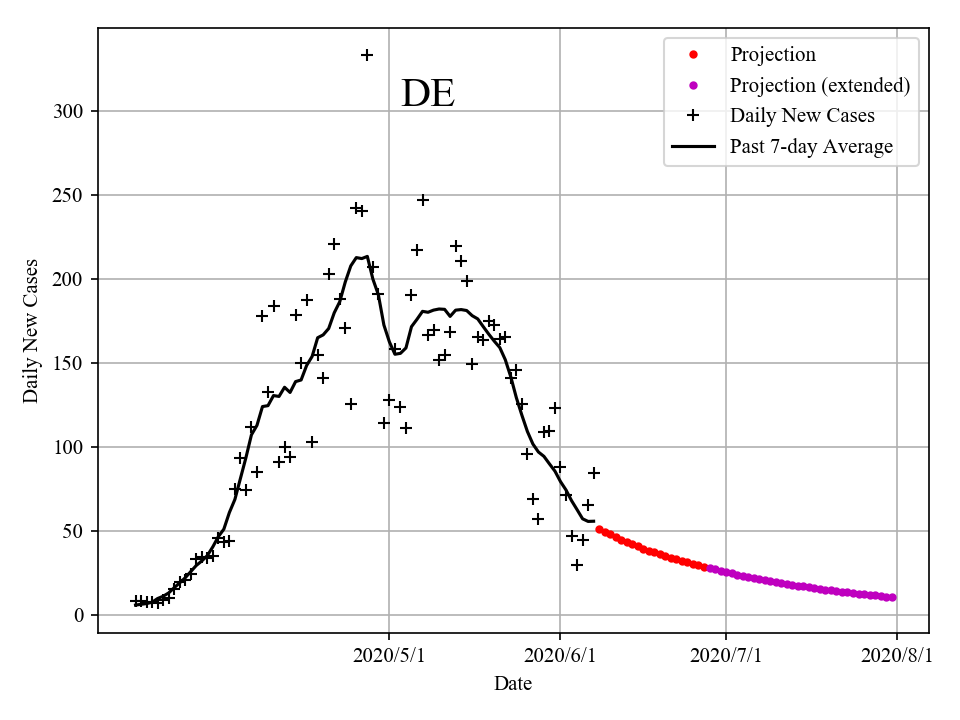 DE
Projection
Projection (extended)
Daily New Cases
Past 7-day Average
300
250
200
150
100
50
0
Daily New Cases
2020/5/1 2020/6/1 2020/7/1 2020/8/1
Date